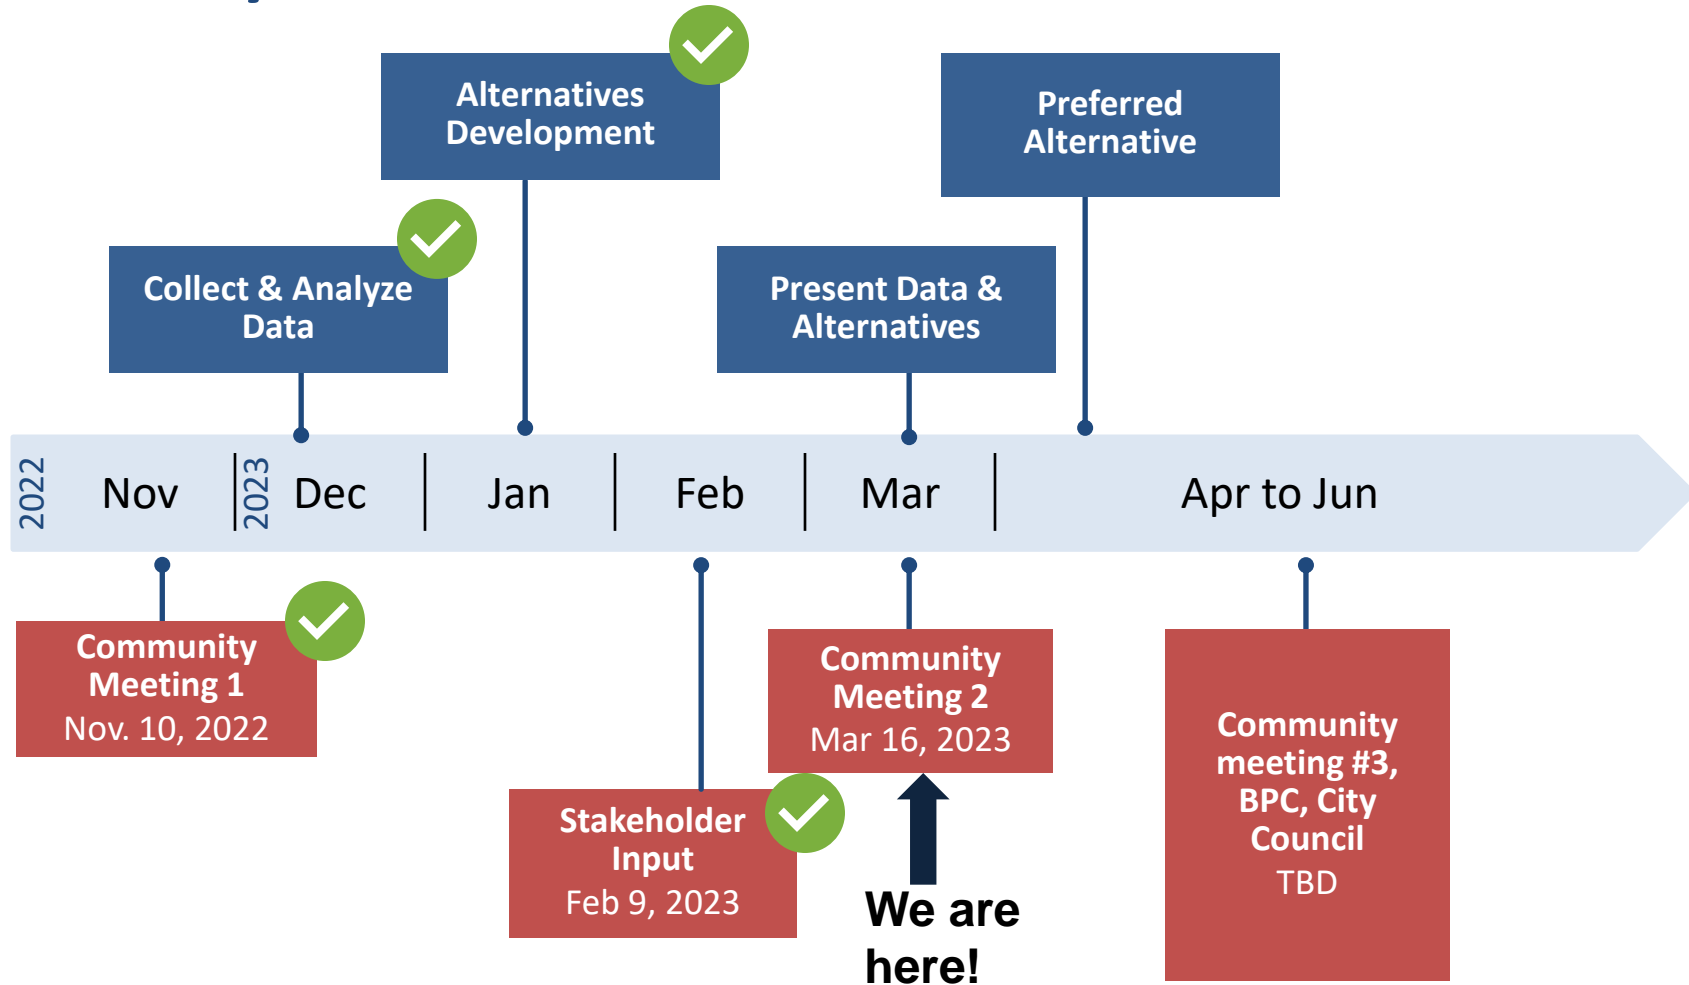 Alternatives
Development
Preferred
Alternative
Collect & Analyze
Data
Present Data &
Alternatives
2022
Nov
2023
Dec
Jan
Feb
Mar
Apr to Jun
Community
Meeting 1
Nov. 10, 2022
Stakeholder
Input
Feb 9, 2023
Community
Meeting 2
Mar 16, 2023
We are
here!
Community
meeting #3,
BPC, City
Council
TBD